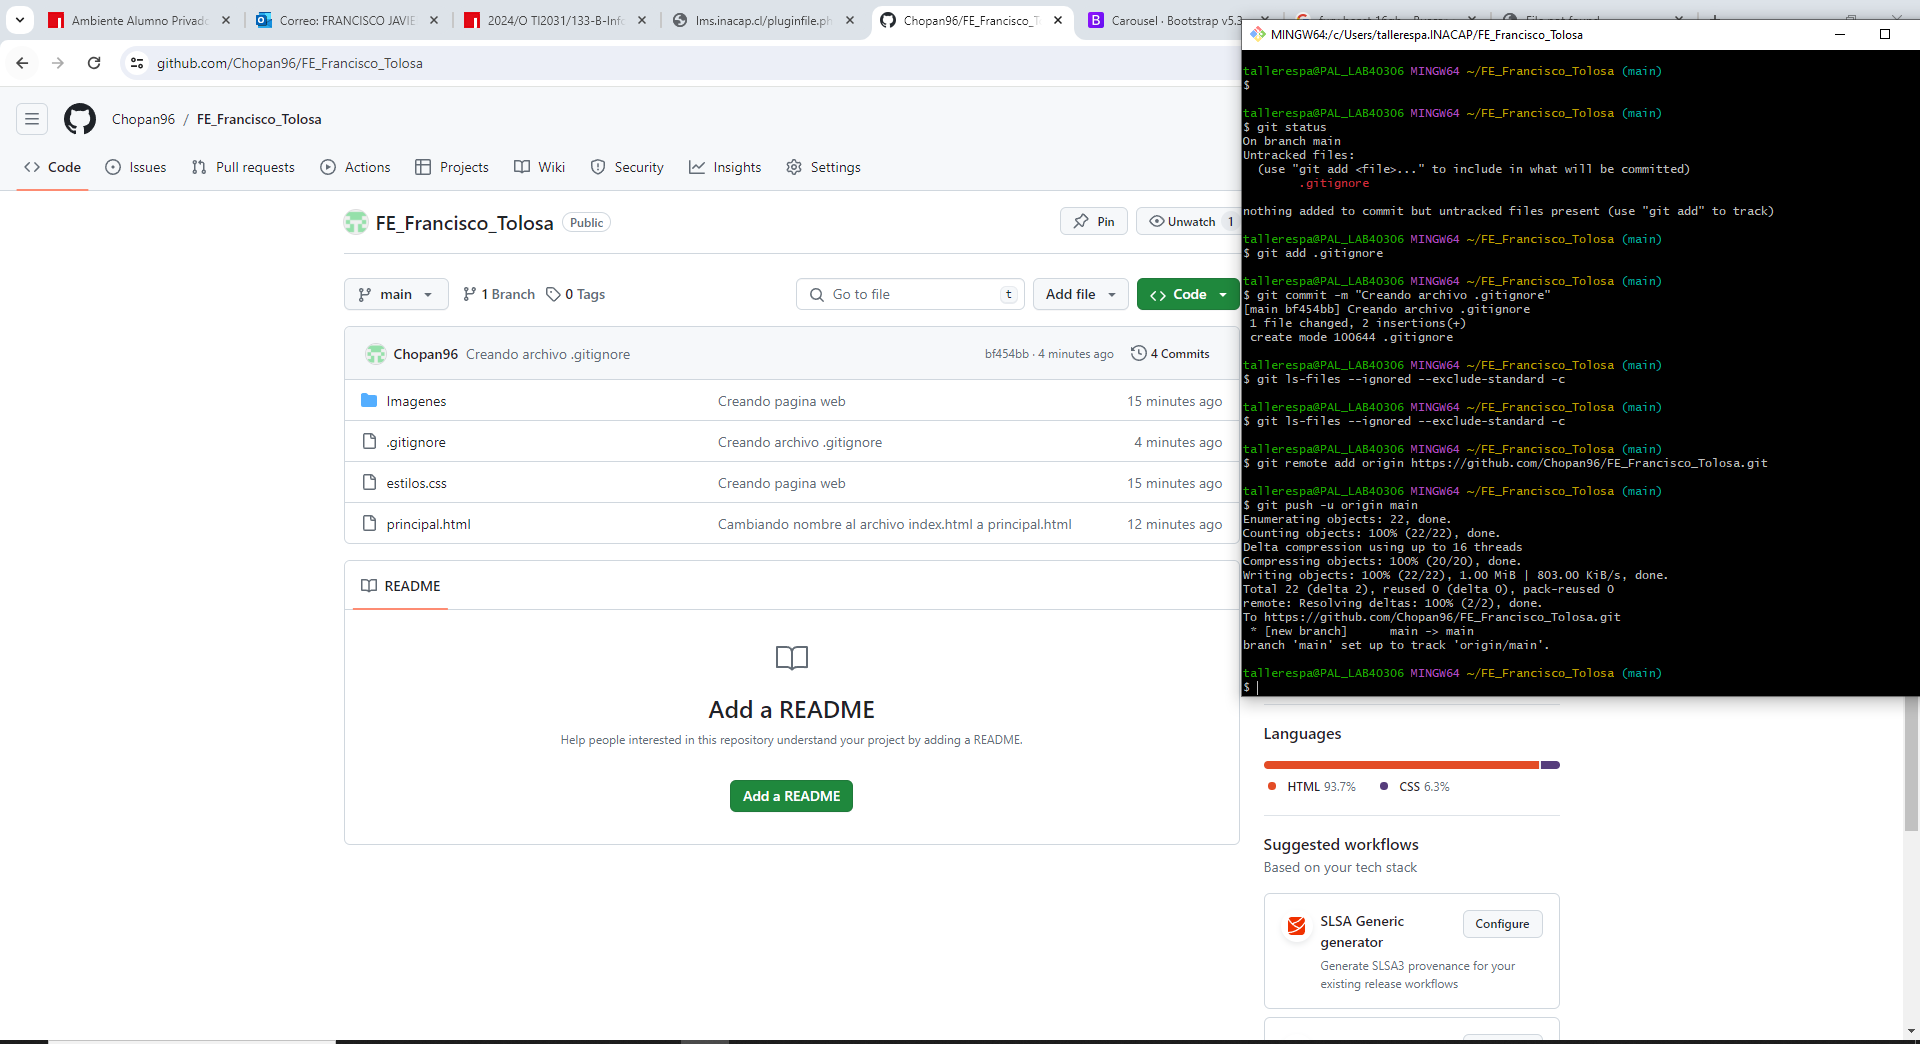 Ambiente Alumno Privado
Correo: FRANCISCO JAVIE
2024/O TI2031/133-B-Info
lms.inacap.cl/pluginfile.ph
Chopan96/FE_Francisco_To
Carousel · Bootstrap v5.3
github.com/Chopan96/FE_Francisco_Tolosa
Chopan96 / FE_Francisco_Tolosa
Code
Issues
Pull requests
Actions
Projects
Wiki
Security
Insights
Settings
FE_Francisco_Tolosa
Public
Pin
Unwatch 1
main
1 Branch
0 Tags
Go to file
t
Add file
Code
Chopan96 Creando archivo .gitignore
bf454bb · 4 minutes ago
4 Commits
Imagenes Creando pagina web 15 minutes ago
.gitignore Creando archivo .gitignore 4 minutes ago
estilos.css Creando pagina web 15 minutes ago
principal.html Cambiando nombre al archivo index.html a principal.html 12 minutes ago
README
Add a README
Help people interested in this repository understand your project by adding a README.
Add a README
MINGW64:/c/Users/tallerespa.INACAP/FE_Francisco_Tolosa
tallerespa@PAL_LAB40306 MINGW64 ~/FE_Francisco_Tolosa (main)
$
tallerespa@PAL_LAB40306 MINGW64 ~/FE_Francisco_Tolosa (main)
$ git status
On branch main
Untracked files:
(use "git add <file>..." to include in what will be committed)
.gitignore
nothing added to commit but untracked files present (use "git add" to track)
tallerespa@PAL_LAB40306 MINGW64 ~/FE_Francisco_Tolosa (main)
$ git add .gitignore
tallerespa@PAL_LAB40306 MINGW64 ~/FE_Francisco_Tolosa (main)
$ git commit -m "Creando archivo .gitignore"
[main bf454bb] Creando archivo .gitignore
1 file changed, 2 insertions(+)
create mode 100644 .gitignore
tallerespa@PAL_LAB40306 MINGW64 ~/FE_Francisco_Tolosa (main)
$ git ls-files --ignored --exclude-standard -c
tallerespa@PAL_LAB40306 MINGW64 ~/FE_Francisco_Tolosa (main)
$ git ls-files --ignored --exclude-standard -c
tallerespa@PAL_LAB40306 MINGW64 ~/FE_Francisco_Tolosa (main)
$ git remote add origin https://github.com/Chopan96/FE_Francisco_Tolosa.git
tallerespa@PAL_LAB40306 MINGW64 ~/FE_Francisco_Tolosa (main)
$ git push -u origin main
Enumerating objects: 22, done.
Counting objects: 100% (22/22), done.
Delta compression using up to 16 threads
Compressing objects: 100% (20/20), done.
Writing objects: 100% (22/22), 1.00 MiB | 803.00 KiB/s, done.
Total 22 (delta 2), reused 0 (delta 0), pack-reused 0
remote: Resolving deltas: 100% (2/2), done.
To https://github.com/Chopan96/FE_Francisco_Tolosa.git
* [new branch] main -> main
branch 'main' set up to track 'origin/main'.
tallerespa@PAL_LAB40306 MINGW64 ~/FE_Francisco_Tolosa (main)
$
Languages
HTML 93.7%
CSS 6.3%
Suggested workflows
Based on your tech stack
SLSA Generic
generator
Configure
Generate SLSA3 provenance for your
existing release workflows